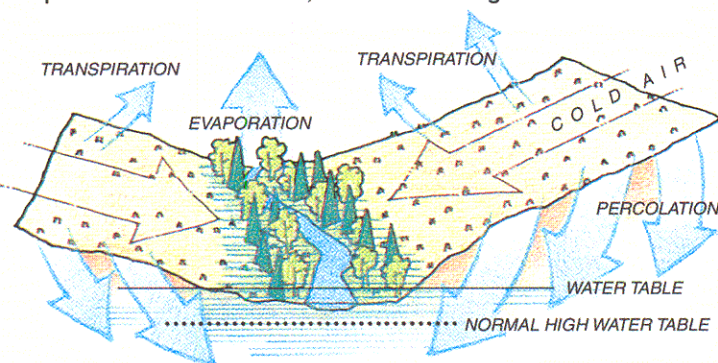 TRANSPIRATION
TRANSPIRATION
COLD AIR
EVAPORATION
PERCOLATION
WATER TABLE
NORMAL HIGH WATER TABLE